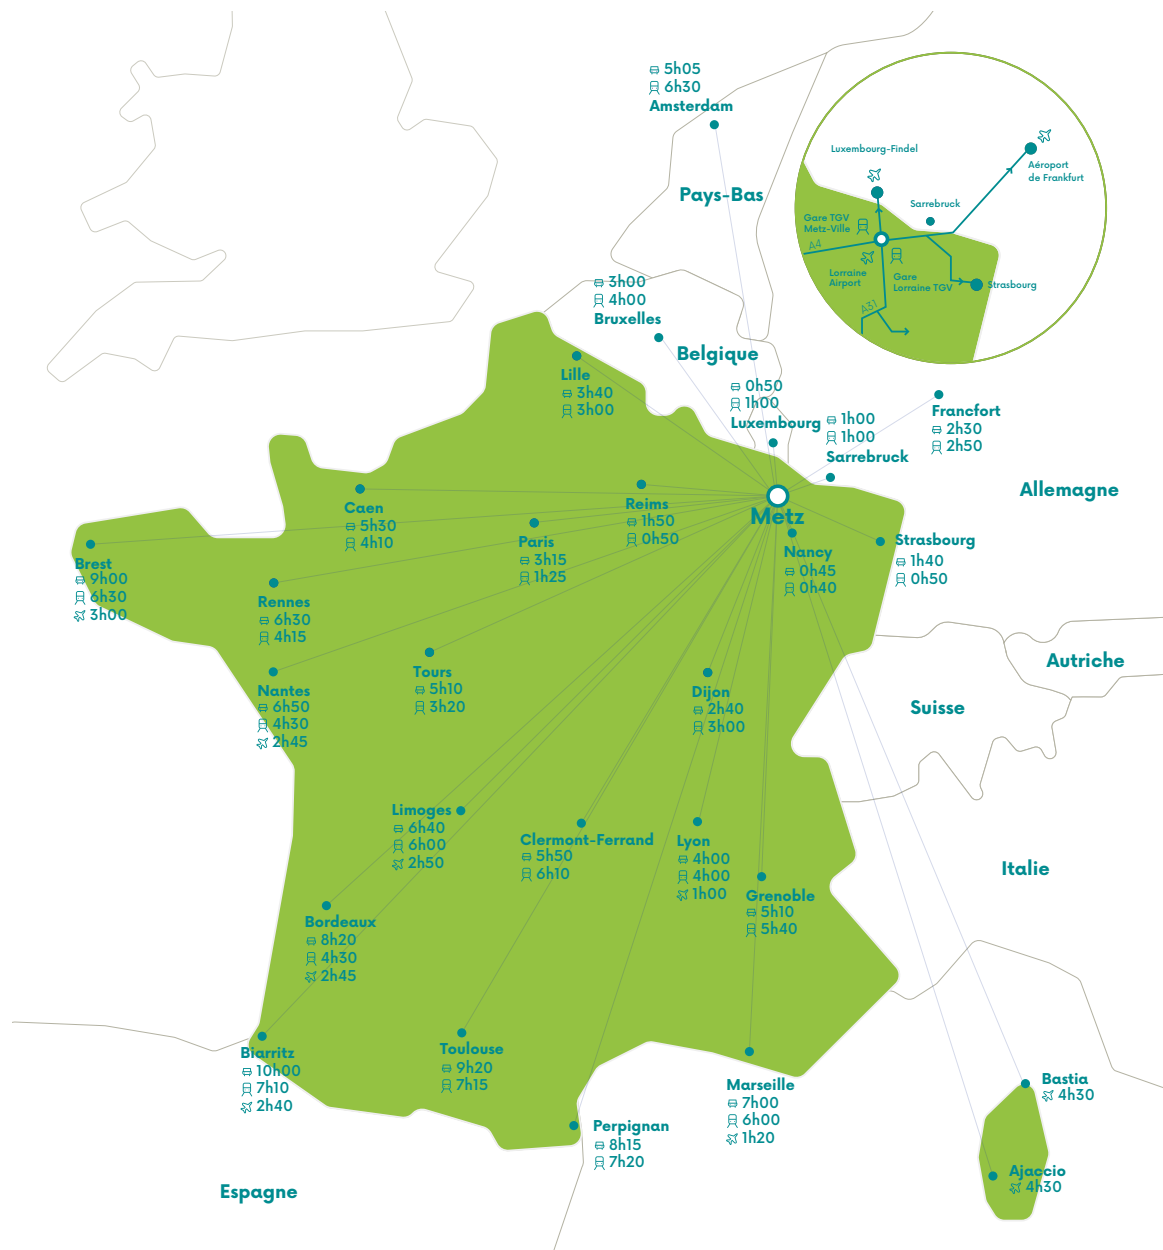 5h05
6h30
Amsterdam
Pays-Bas
Luxembourg-Findel
Aéroport
de Frankfurt
Sarrebruck
Gare TGV
Metz-Ville
A4
Lorraine
Airport
Gare
Lorraine TGV
Strasbourg
A31
3h00
4h00
Bruxelles
Belgique
Lille
3h40
3h00
0h50
1h00
Luxembourg
1h00
1h00
Sarrebruck
Francfort
2h30
2h50
Allemagne
Caen
5h30
4h10
Reims
1h50
0h50
Metz
Paris
3h15
1h25
Nancy
0h45
0h40
Strasbourg
1h40
0h50
Brest
9h00
6h30
3h00
Rennes
6h30
4h15
Nantes
6h50
4h30
2h45
Tours
5h10
3h20
Dijon
2h40
3h00
Suisse
Autriche
Limoges
6h40
6h00
2h50
Clermont-Ferrand
5h50
6h10
Lyon
4h00
4h00
1h00
Grenoble
5h10
5h40
Italie
Bordeaux
8h20
4h30
2h45
Biarritz
10h00
7h10
2h40
Toulouse
9h20
7h15
Marseille
7h00
6h00
1h20
Perpignan
8h15
7h20
Bastia
4h30
Ajaccio
4h30
Espagne